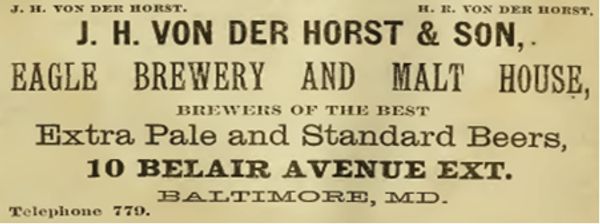 J. H. VON DER HORST. H. R. VON DER HORST.
J. H. VON DER HORST & SON,
EAGLE BREWERY AND MALT HOUSE,
BREWERS OF THE BEST
Extra Pale and Standard Beers,
10 BELAIR AVENUE EXT.
BALTIMORE, MD.
Telephone 779.